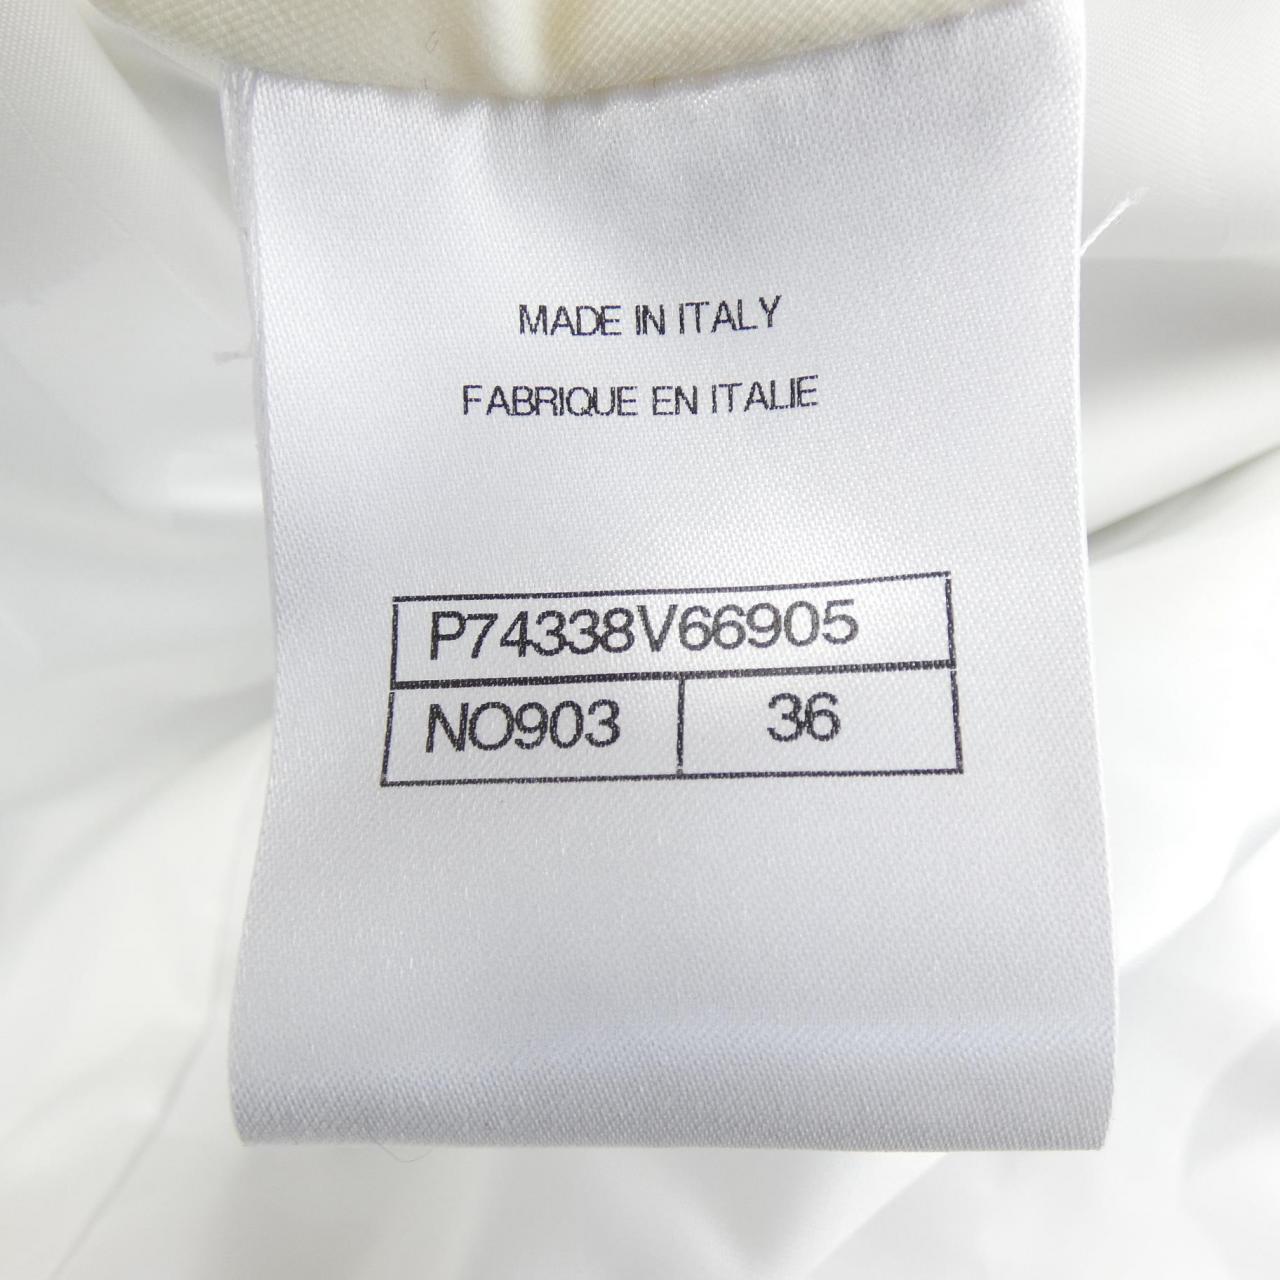 MADE IN ITALY
FABRIQUE EN ITALIE
P74338V66905
NO903 36